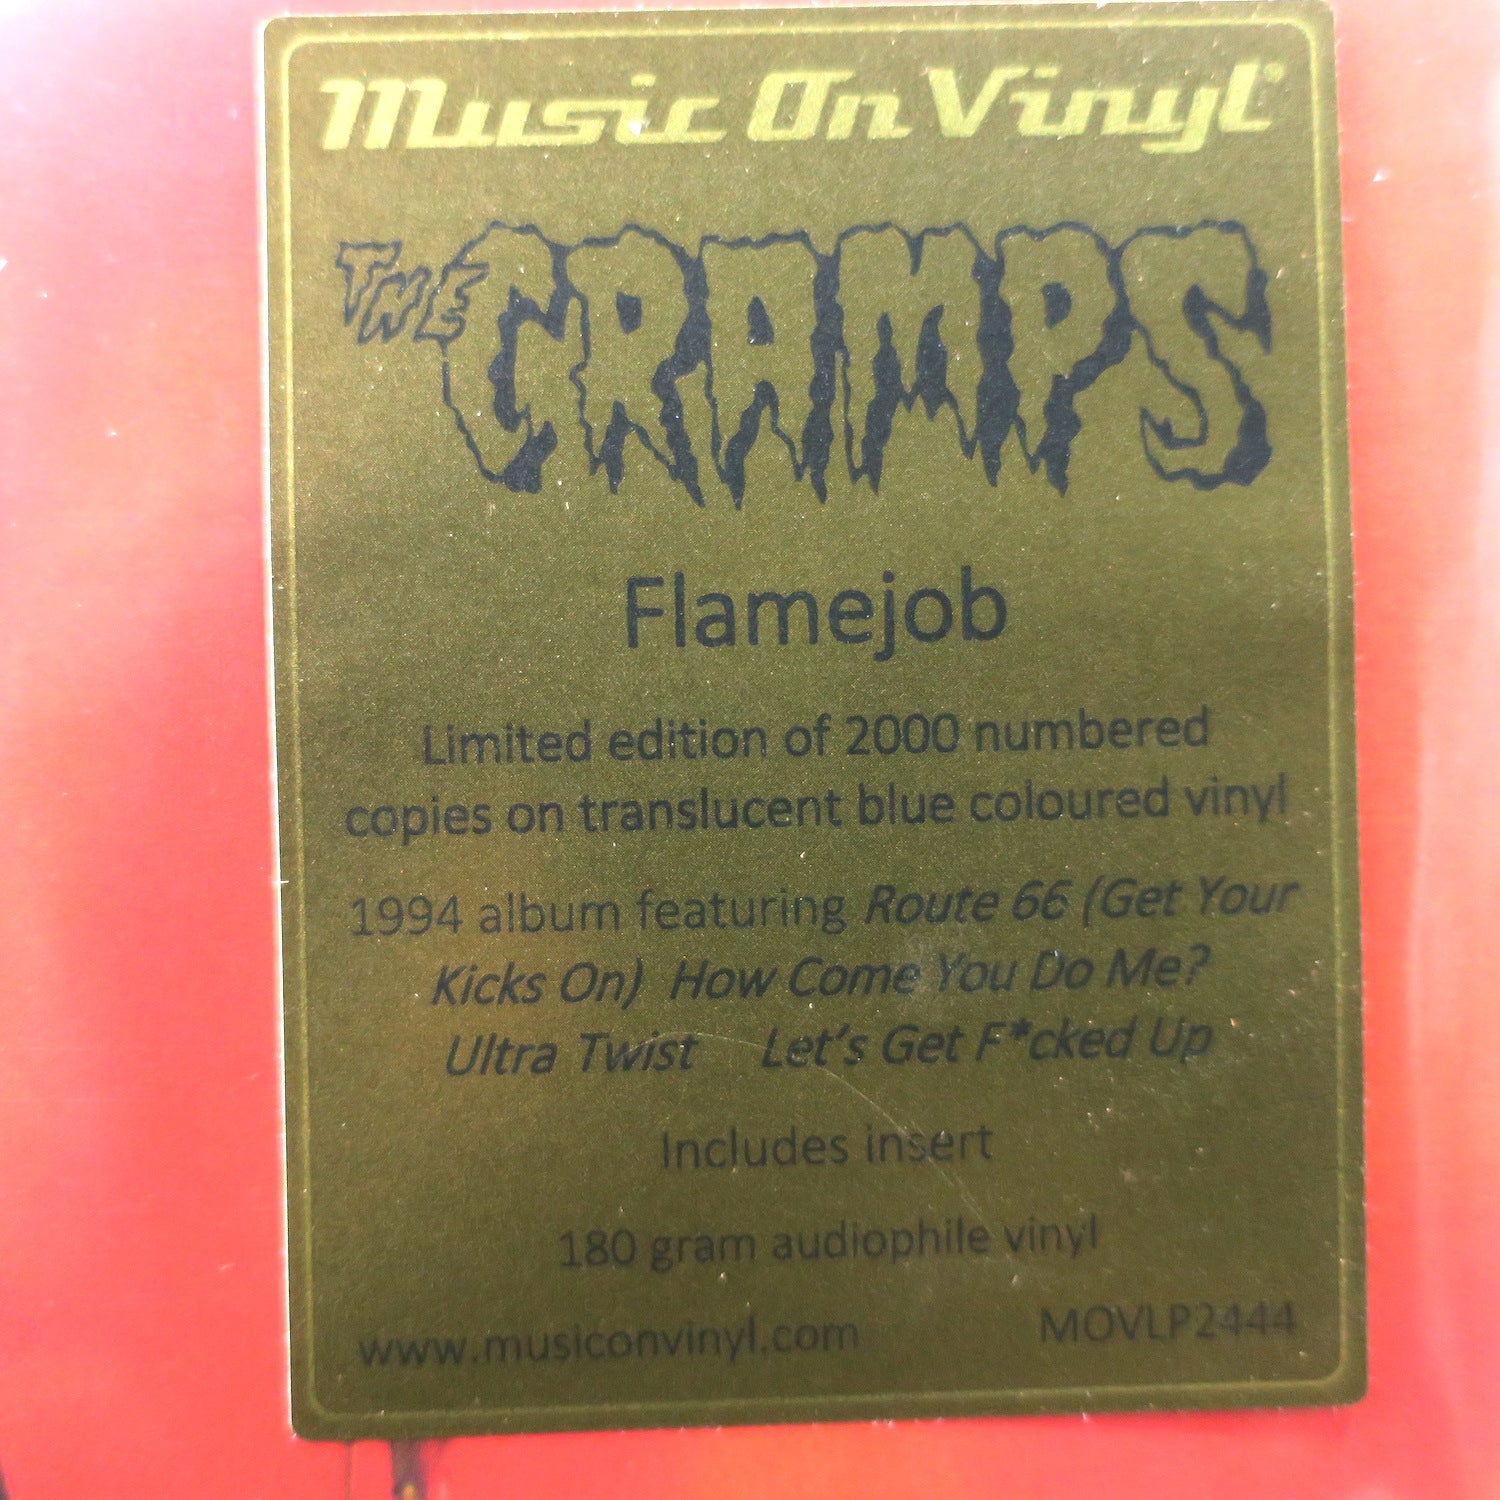 Music On Vinyl®
THE CRAMPS
Flamejob
Limited edition of 2000 numbered
copies on translucent blue coloured vinyl
1994 album featuring Route 66 (Get Your
Kicks On) How Come You Do Me?
Ultra Twist Let's Get F*cked Up
Includes insert
180 gram audiophile vinyl
www.musiconvinyl.com MOVLP2444